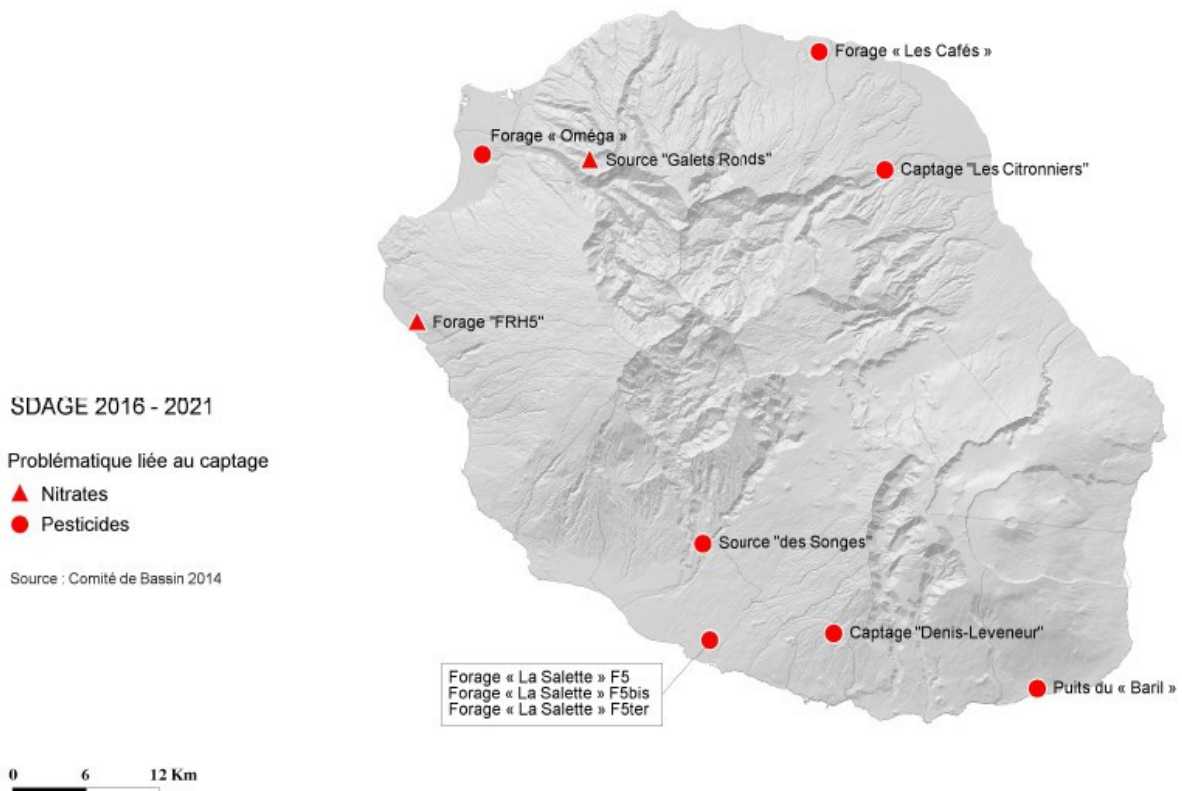 Forage « Les Cafés »
Forage « Oméga »
Source "Galets Ronds"
Captage "Les Citronniers"
Forage "FRH5"
SDAGE 2016 - 2021
Problématique liée au captage
Nitrates
Pesticides
Source : Comité de Bassin 2014
Source "des Songes"
Captage "Denis-Leveneur"
Forage « La Salette » F5
Forage « La Salette » F5bis
Forage « La Salette » F5ter
Puits du « Baril »
0 6 12 Km